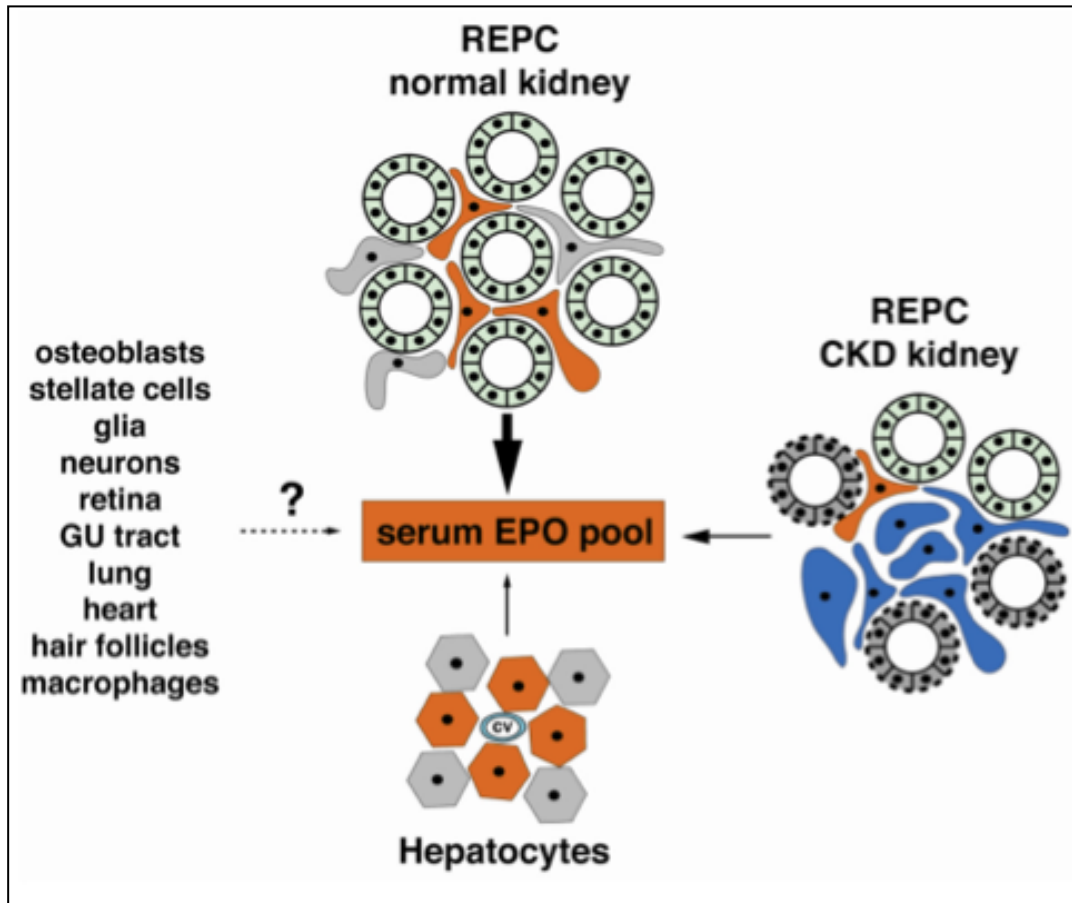 REPC
normal kidney
REPC
CKD kidney
osteoblasts
stellate cells
glia
neurons
retina
GU tract
lung
heart
hair follicles
macrophages
?
serum EPO pool
CV
Hepatocytes